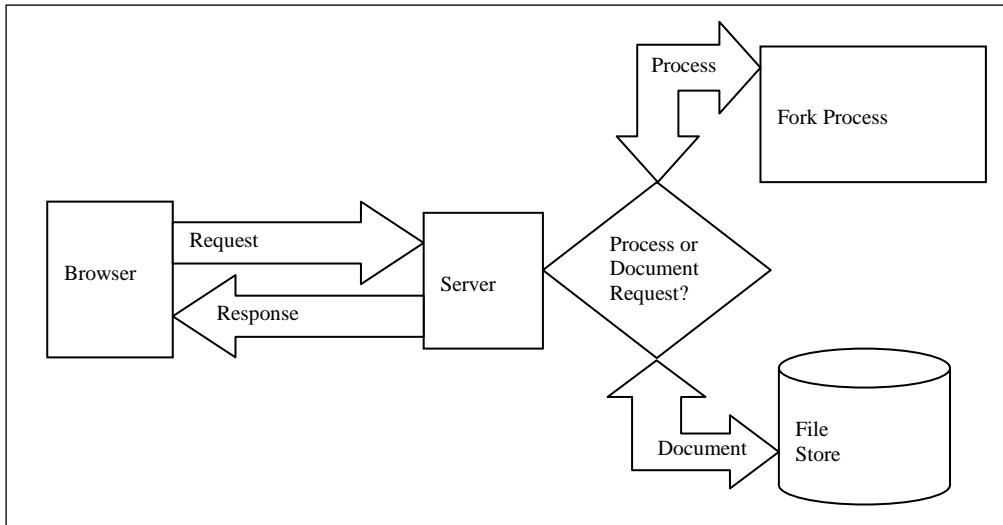 Process
Fork Process
Request
Browser
Server
Process or
Document
Request?
Response
Document
File
Store